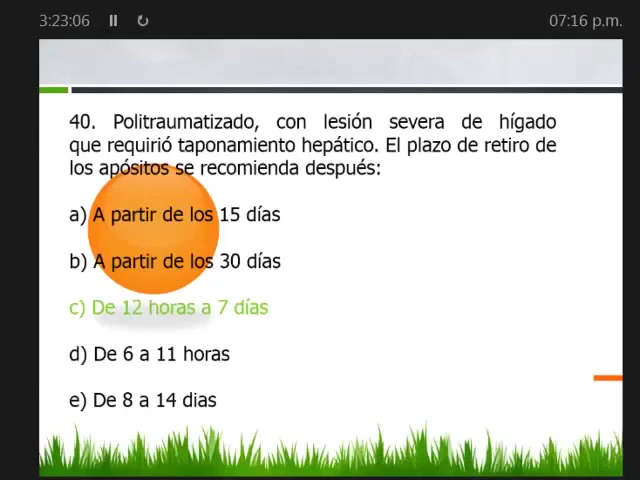 3:23:06
07:16 p.m.
40. Politraumatizado, con lesión severa de hígado
que requirió taponamiento hepático. El plazo de retiro de
los apósitos se recomienda después:
a) A partir de los 15 días
b) A partir de los 30 días
c) De 12 horas a 7 días
d) De 6 a 11 horas
e) De 8 a 14 dias